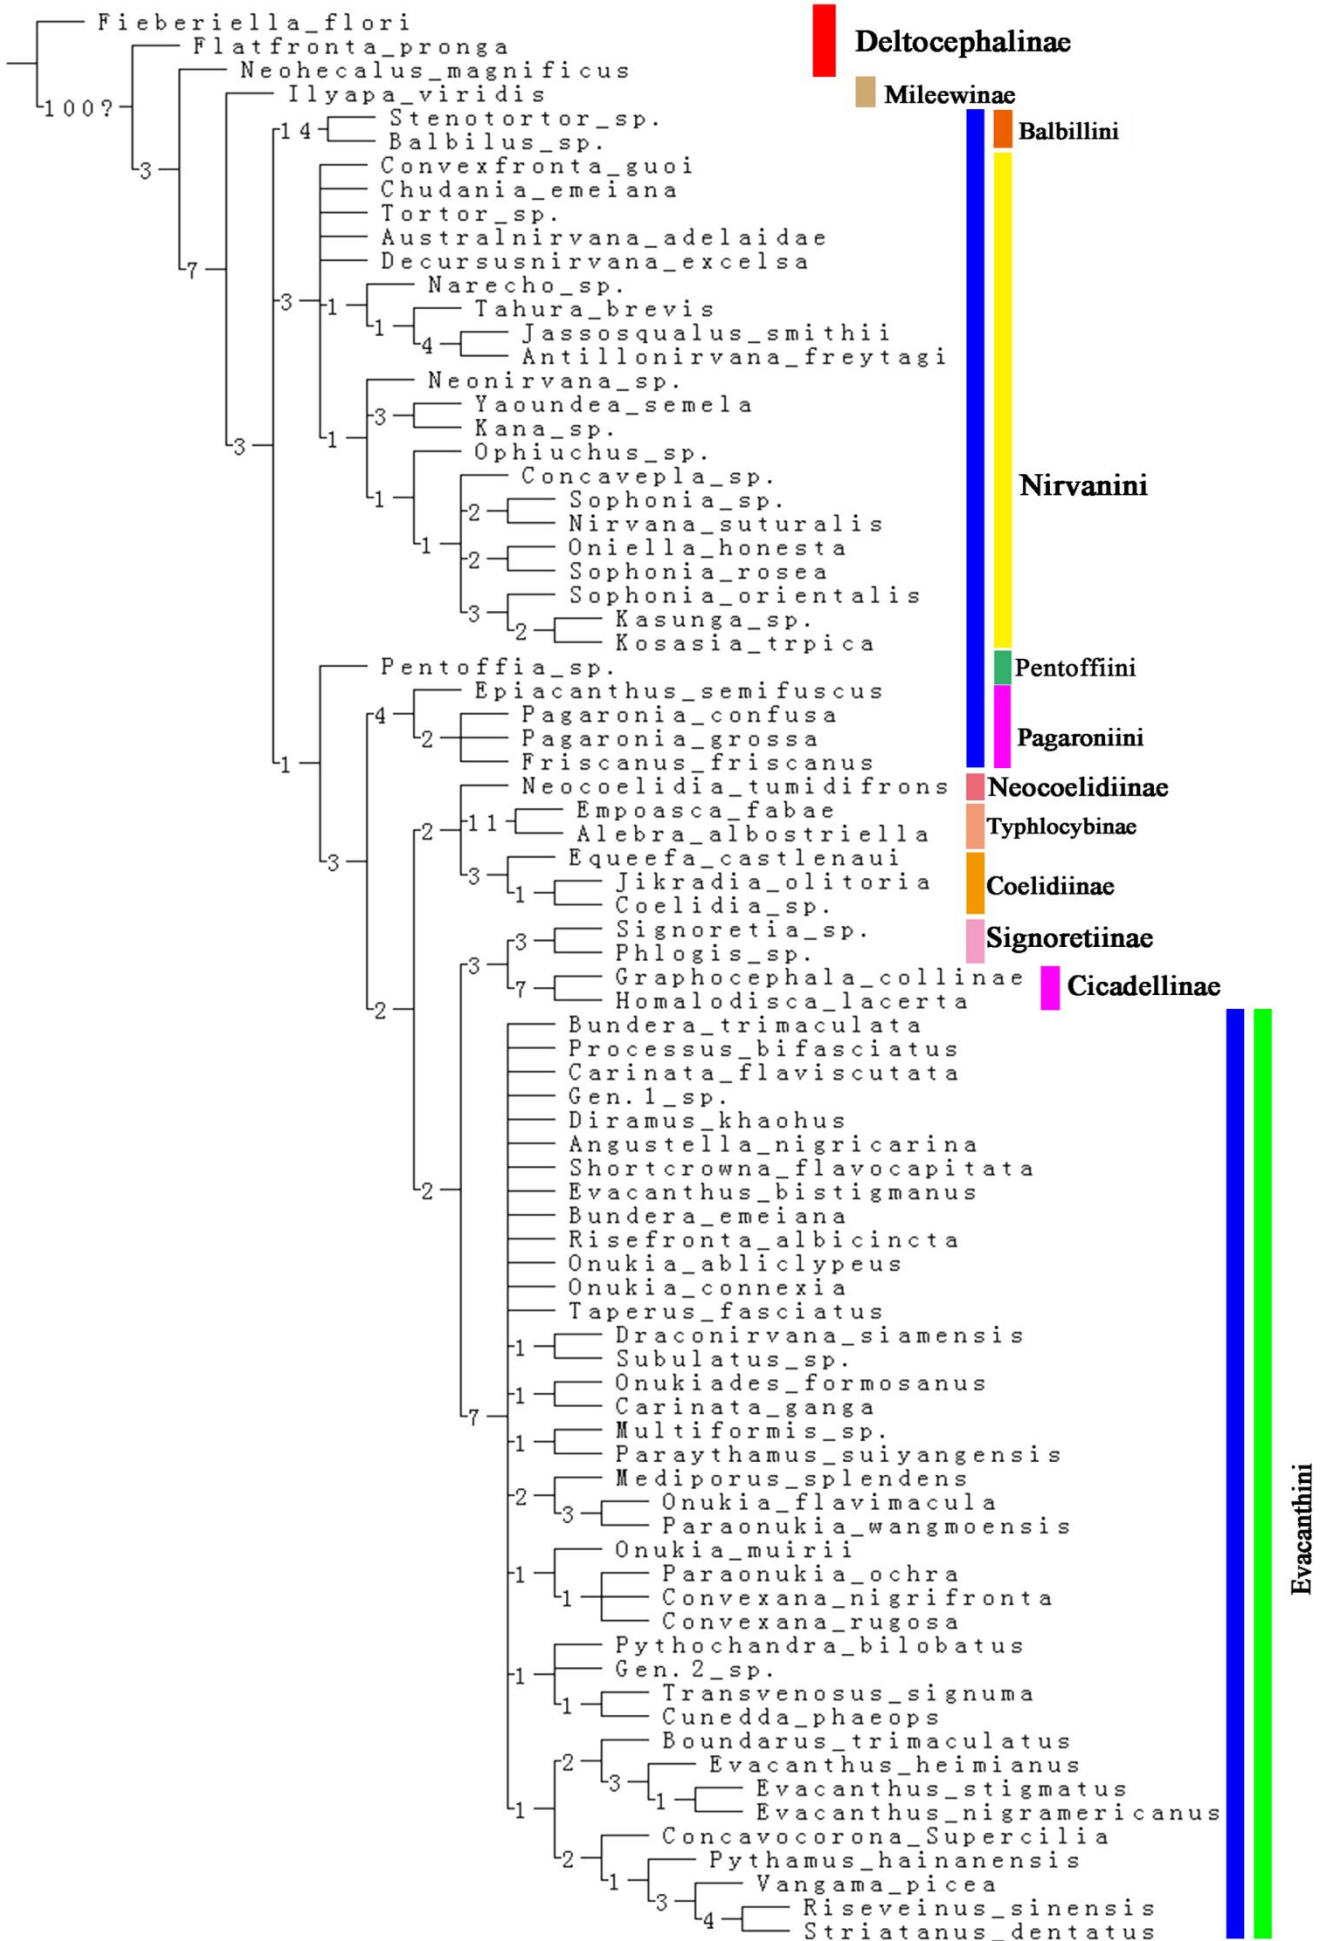 Fieberiella_flori
Flatfronta_pronga
Deltocephalinae
Neohecalus_magnificus
Ilyapa_viridis
Mileewinae
100?
Stenotortor_sp.
14
Balbillini
Balbilus_sp.
Convexfronta_guoi
3
Chudania_emeiana
Tortor_sp.
Australnirvana_adelaidae
Decursusnirvana_excelsa
7
Narecho_sp.
3
1
Tahura_brevis
1
Jassosqualus_smithii
4
Antillonirvana_freytagi
Neonirvana_sp.
Yaoundea_semela
3
Kana_sp.
1
3
Ophiuchus_sp.
Concavepla_sp.
Nirvanini
1
Sophonia_sp.
2
Nirvana_suturalis
1
Oniella_honesta
2
Sophonia_rosea
Sophonia_orientalis
3
Kasunga_sp.
2
Kosasia_trpica
Pentoffia_sp.
Pentoffiini
Epiacanthus_semifuscus
4
Pagaronia_confusa
2
Pagaronia_grossa
Pagaroniini
Friscanus_friscanus
1
Neocoelidia_tumidifrons
Neocoelidiinae
Empoasca_fabae
11
2
Typhlocybinae
Alebra_albostriella
Equeefa_castlenaui
3
3
Jikradia_olitoria
1
Coelidiinae
Coelidia_sp.
Signoretia_sp.
3
Signoretiinae
Phlogis_sp.
3
Graphocephala_collinae
7
Cicadellinae
Homalodisca_lacerta
2
Bundera_trimaculata
Processus_bifasciatus
Carinata_flaviscutata
Gen.1_sp.
Diramus_khaohus
Angustella_nigricarina
Shortcrowna_flavocapitata
2
Evacanthus_bistigmanus
Bundera_emeiana
Risefronta_albicincta
Onukia_abliclypeus
Onukia_connexia
Taperus_fasciatus
Draconirvana_siamensis
1
Subulatus_sp.
Onukiades_formosanus
1
Carinata_ganga
7
Multiformis_sp.
1
Paraythamus_suiyangensis
Mediporus_splendens
2
Onukia_flavimacula
3
Paraonukia_wangmoensis
Evacanthini
Onukia_muirii
1
Paraonukia_ochra
1
Convexana_nigrifronta
Convexana_rugosa
Pythochandra_bilobatus
1
Gen.2_sp.
Transvenosus_signuma
1
Cunedda_phaeops
Boundarus_trimaculatus
2
Evacanthus_heimianus
3
Evacanthus_stigmatus
1
Evacanthus_nigramericanus
1
Concavocorona_Supercilia
2
Pythamus_hainanensis
1
Vangama_picea
3
Riseveinus_sinensis
4
Striatanus_dentatus